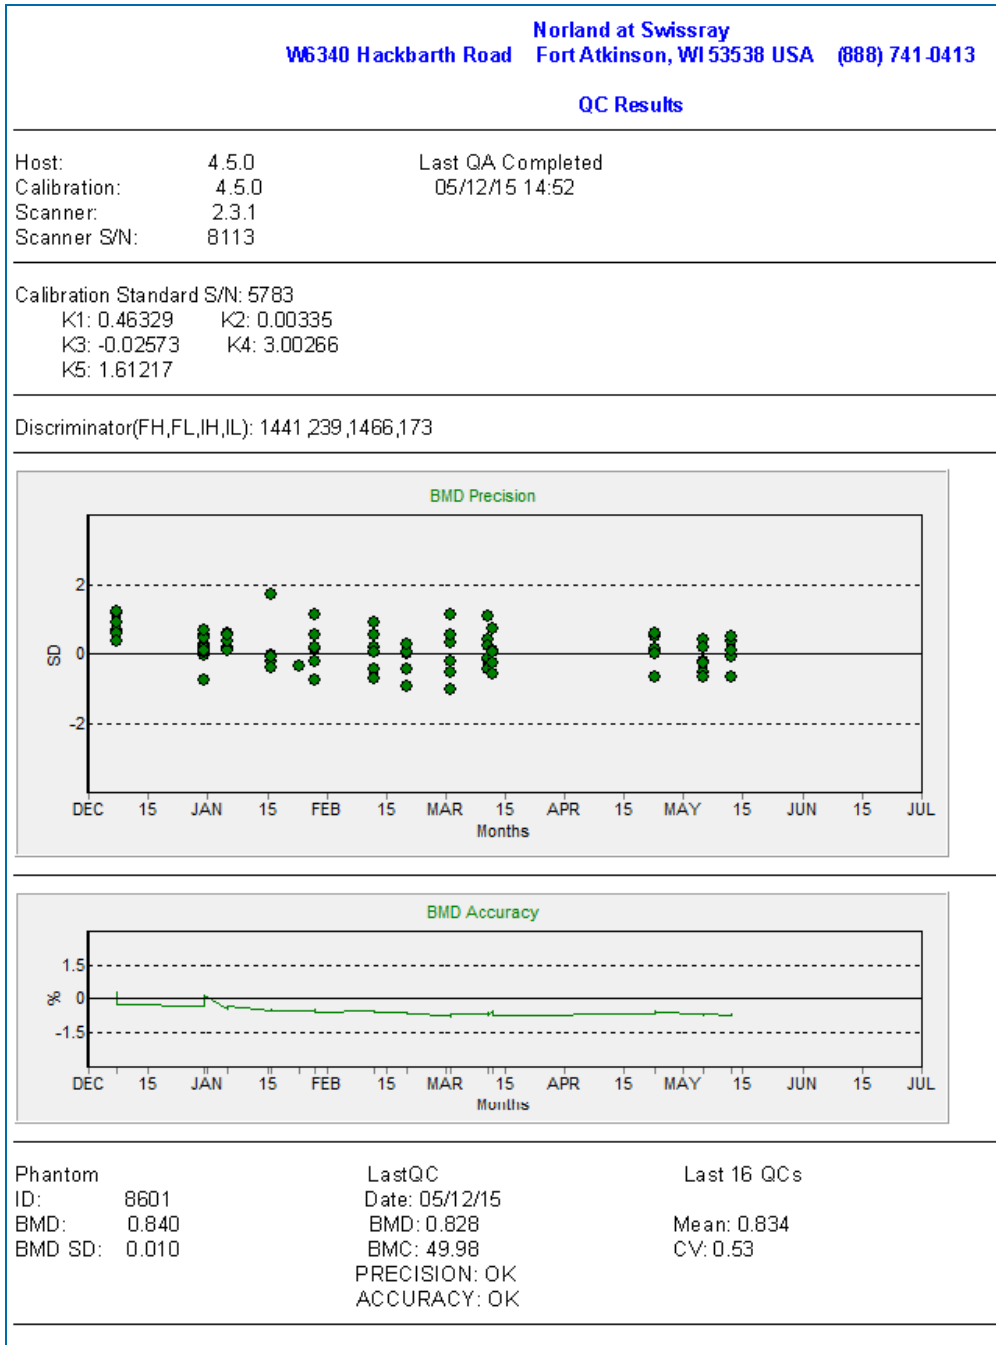 Norland at Swissray
W6340 Hackbarth Road Fort Atkinson, WI 53538 USA (888) 741-0413
QC Results
Host: 4.5.0 Last QA Completed
Calibration: 4.5.0 05/12/15 14:52
Scanner: 2.3.1
Scanner S/N: 8113
Calibration Standard S/N: 5783
K1: 0.46329 K2: 0.00335
K3: -0.02573 K4: 3.00266
K5: 1.61217
Discriminator(FH,FL,IH,IL): 1441,239,1466,173
BMD Precision
2
SD 0
-2
DEC 15 JAN 15 FEB 15 MAR 15 APR 15 MAY 15 JUN 15 JUL
Months
BMD Accuracy
1.5
% 0
-1.5
DEC 15 JAN 15 FEB 15 MAR 15 APR 15 MAY 15 JUN 15 JUL
Months
Phantom LastQC Last 16 QCs
ID: 8601 Date: 05/12/15
BMD: 0.840 BMD: 0.828 Mean: 0.834
BMD SD: 0.010 BMC: 49.98 CV: 0.53
PRECISION: OK
ACCURACY: OK